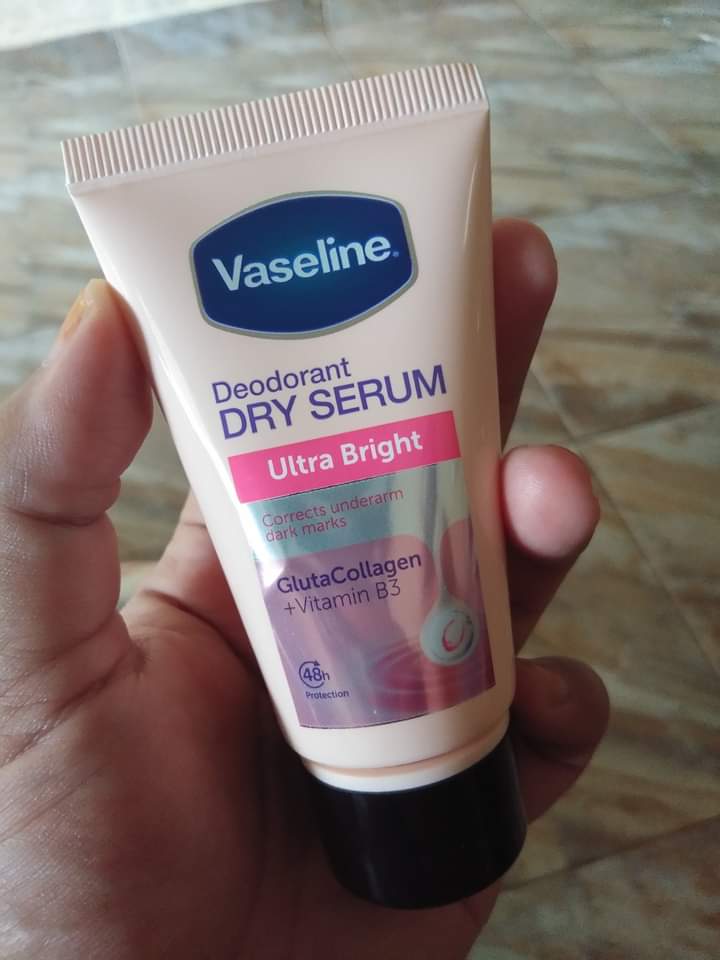 Vaseline®
Deodorant
DRY SERUM
Ultra Bright
Corrects underarm
dark marks
GlutaCollagen
+Vitamin B3
48h
Protection